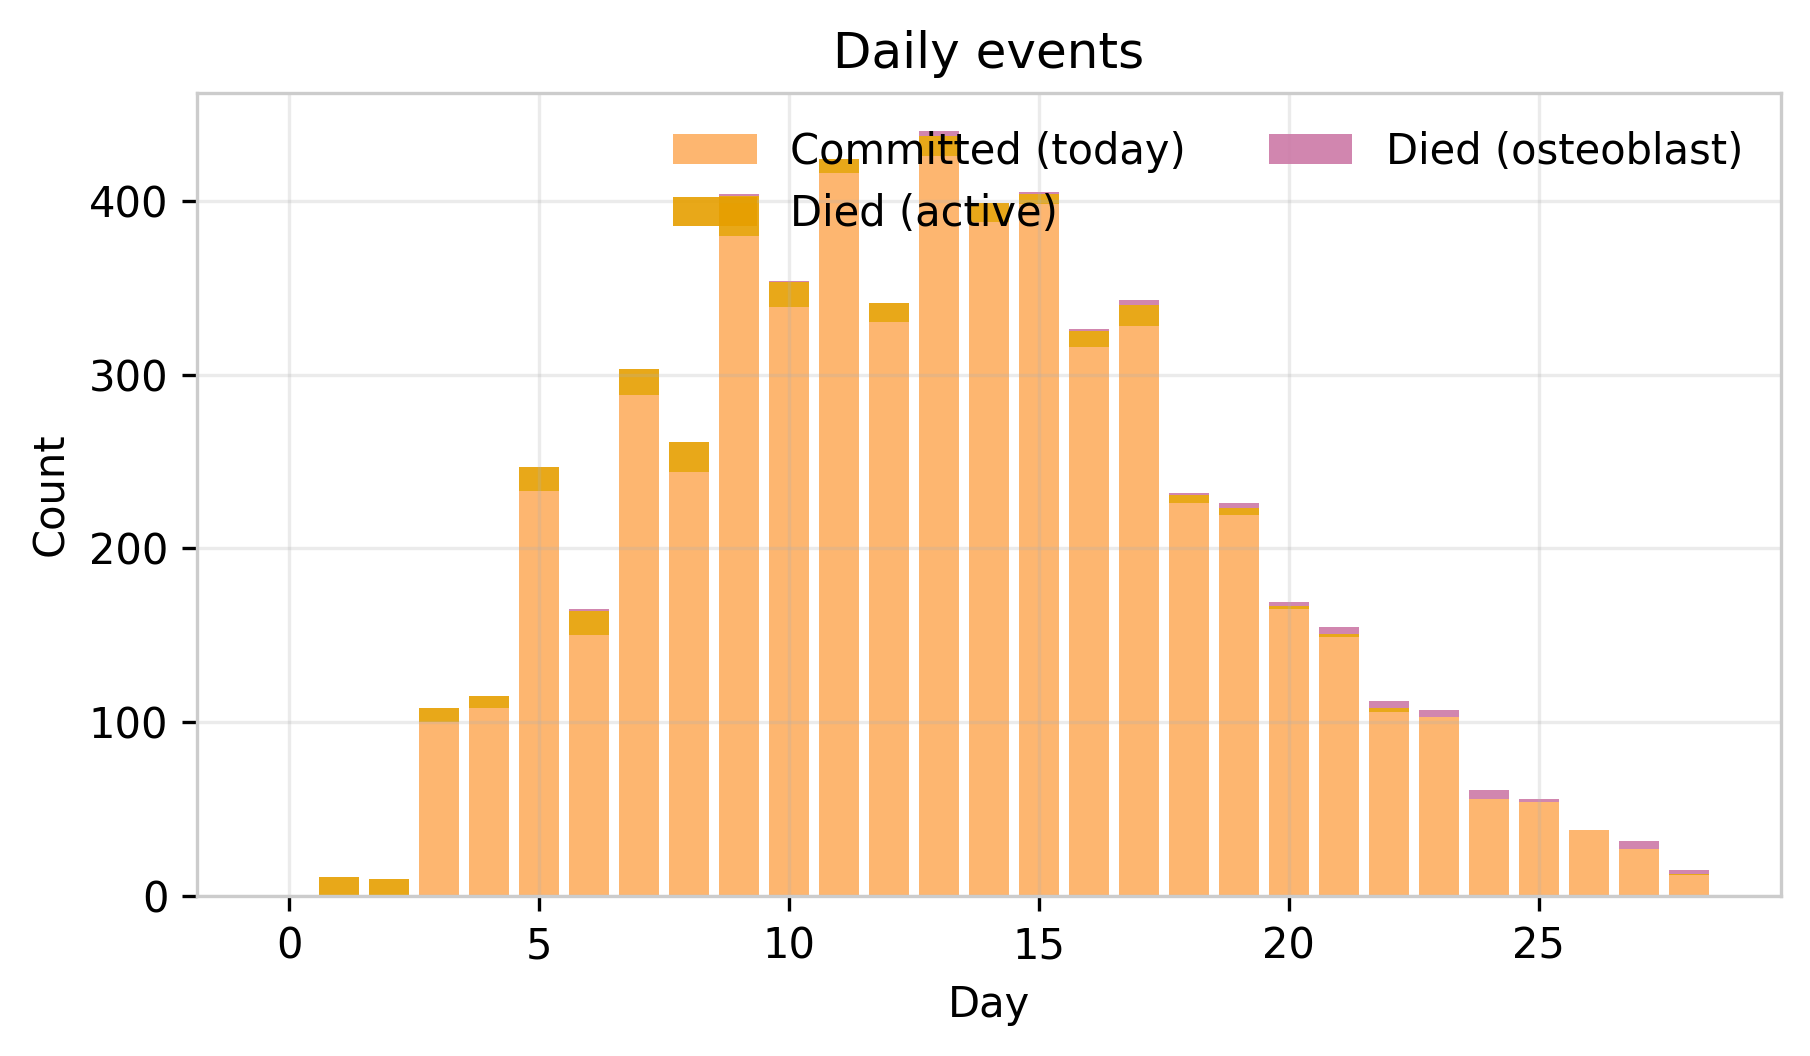 Daily events
Committed (today)
Died (active)
Died (osteoblast)
Count
400
300
200
100
0
0
5
10
15
20
25
Day